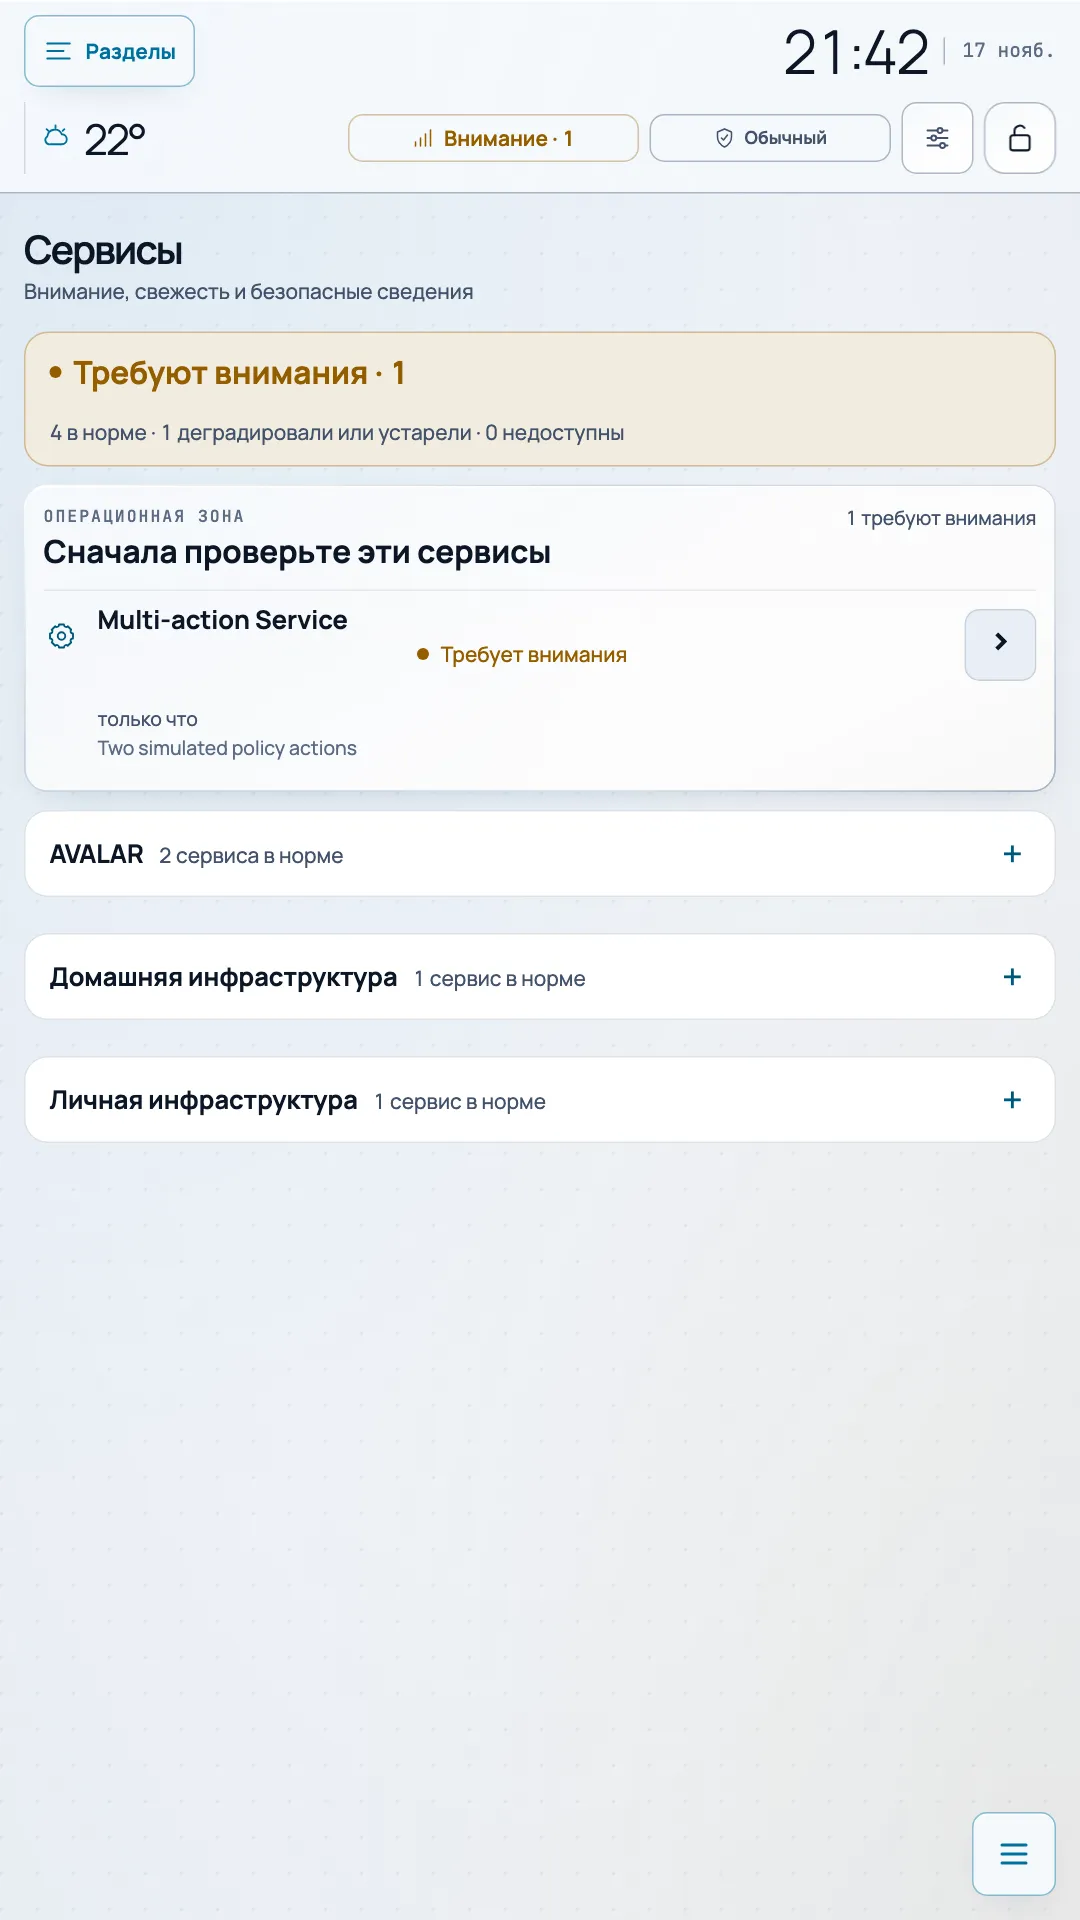 Разделы
21:42
17 нояб.
22°
Внимание · 1
Обычный
Сервисы
Внимание, свежесть и безопасные сведения
Требуют внимания · 1
4 в норме · 1 деградировали или устарели · 0 недоступны
ОПЕРАЦИОННАЯ ЗОНА
1 требуют внимания
Сначала проверьте эти сервисы
Multi-action Service
Требует внимания
только что
Two simulated policy actions
AVALAR 2 сервиса в норме
Домашняя инфраструктура 1 сервис в норме
Личная инфраструктура 1 сервис в норме